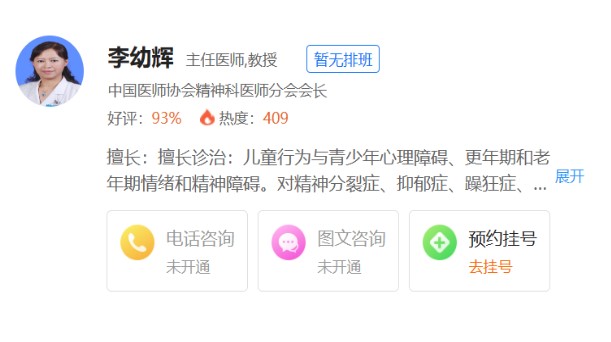 李幼辉 主任医师,教授 暂无排班
中国医师协会精神科医师分会会长
好评：93% 热度：409
擅长：擅长诊治：儿童行为与青少年心理障碍、更年期和老
年期情绪和精神障碍。对精神分裂症、抑郁症、躁狂症、... 展开
电话咨询 图文咨询 预约挂号
未开通 未开通 去挂号